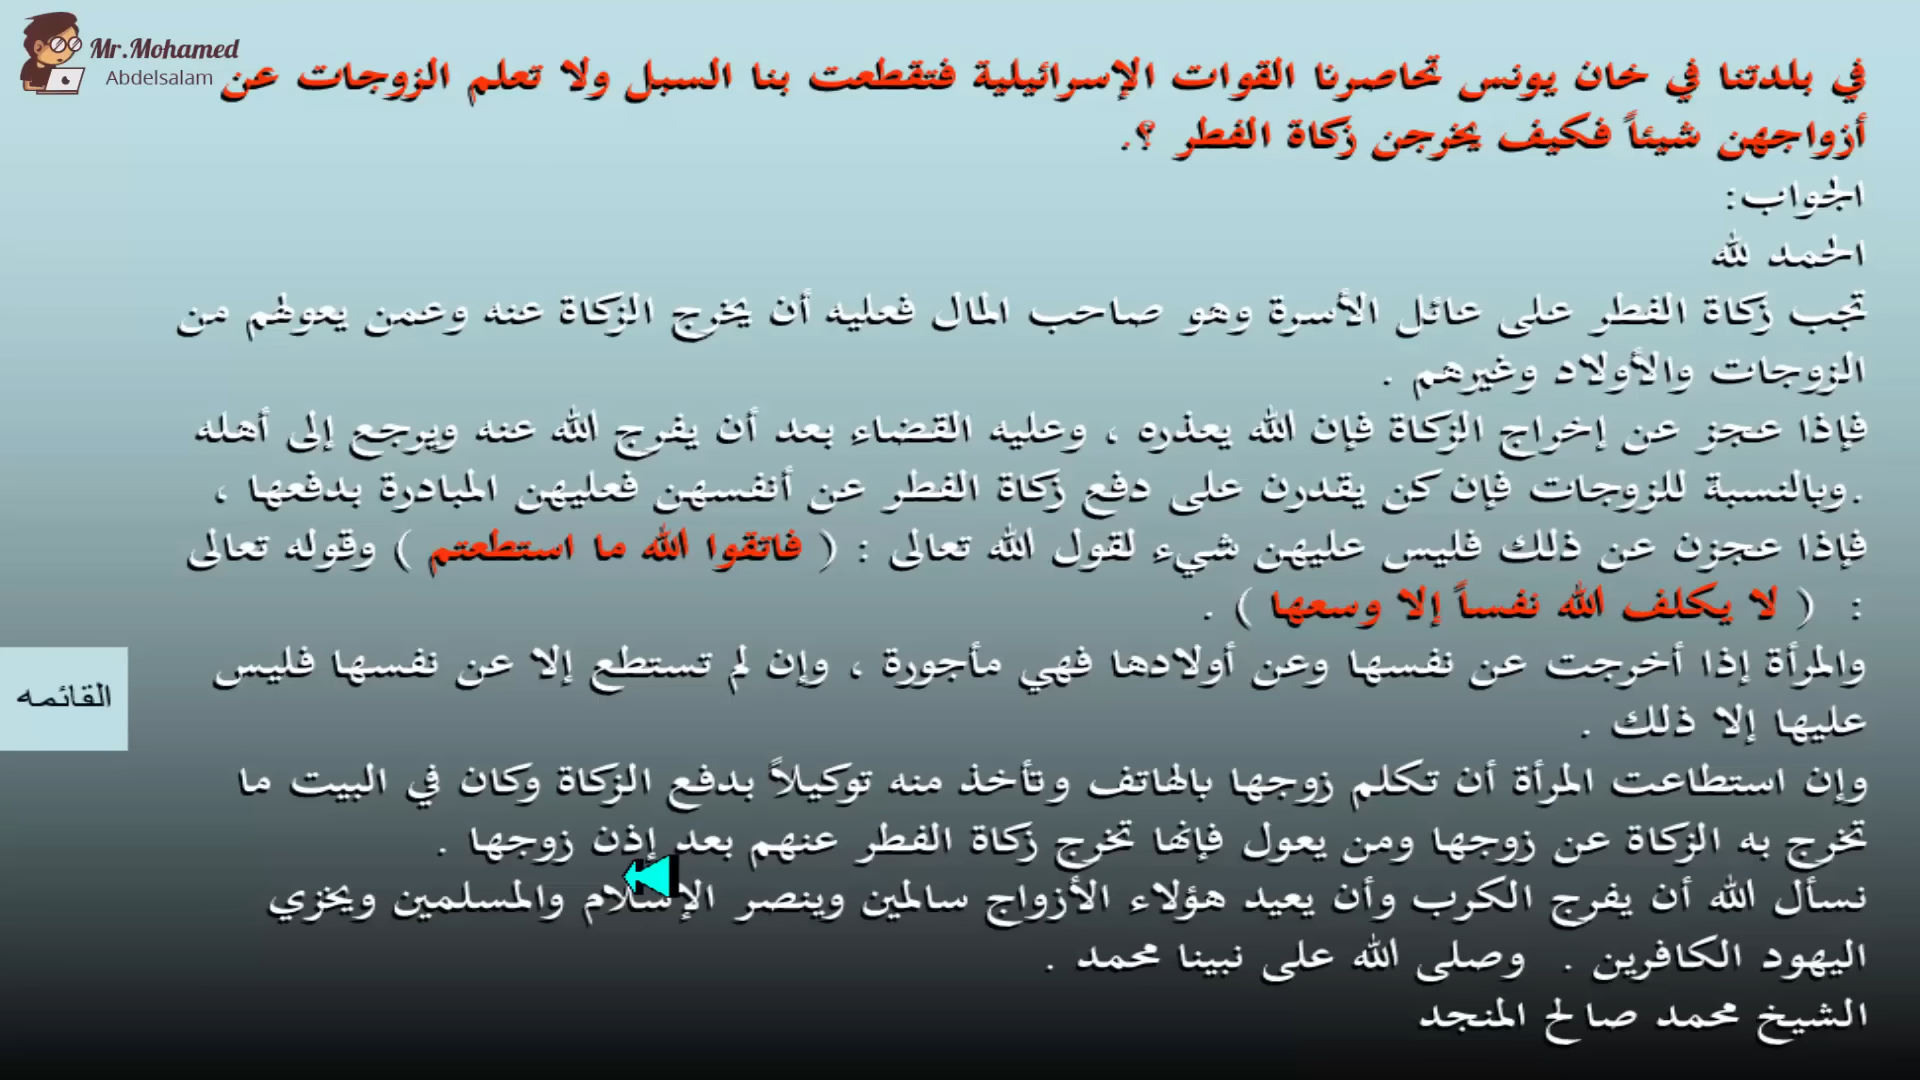 Mr.Mohamed
Abdelsalam
في بلدتنا في خان يونس تحاصرنا القوات الإسرائيلية فتقطعت بنا السبل ولا تعلم الزوجات عن
أزواجهن شيئاً فكيف يخرجن زكاة الفطر ؟.
الجواب:
الحمد لله
تجب زكاة الفطر على عائل الأسرة وهو صاحب المال فعليه أن يخرج الزكاة عنه وعمن يعولهم من
الزوجات والأولاد وغيرهم .
فإذا عجز عن إخراج الزكاة فإن الله يعذره ، وعليه القضاء بعد أن يفرج الله عنه ويرجع إلى أهله
.وبالنسبة للزوجات فإن كن يقدرن على دفع زكاة الفطر عن أنفسهن فعليهن المبادرة بدفعها ،
فإذا عجزن عن ذلك فليس عليهن شيء لقول الله تعالى : ( فاتقوا الله ما استطعتم ) وقوله تعالى
: ( لا يكلف الله نفساً إلا وسعها ) .
والمرأة إذا أخرجت عن نفسها وعن أولادها فهي مأجورة ، وإن لم تستطع إلا عن نفسها فليس
عليها إلا ذلك .
القائمه
وإن استطاعت المرأة أن تكلم زوجها بالهاتف وتأخذ منه توكيلاً بدفع الزكاة وكان في البيت ما
تخرج به الزكاة عن زوجها ومن يعول فإنها تخرج زكاة الفطر عنهم بعد إذن زوجها .
نسأل الله أن يفرج الكرب وأن يعيد هؤلاء الأزواج سالمين وينصر الإسلام والمسلمين ويخزي
اليهود الكافرين . وصلى الله على نبينا محمد .
الشيخ محمد صالح المنجد